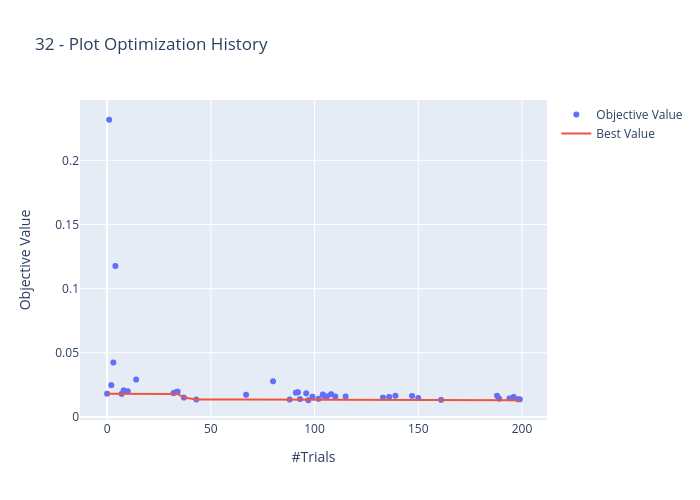 32 - Plot Optimization History
Objective Value
Best Value
0.2
0.15
0.1
0.05
0
Objective Value
0
50
100
150
200
#Trials